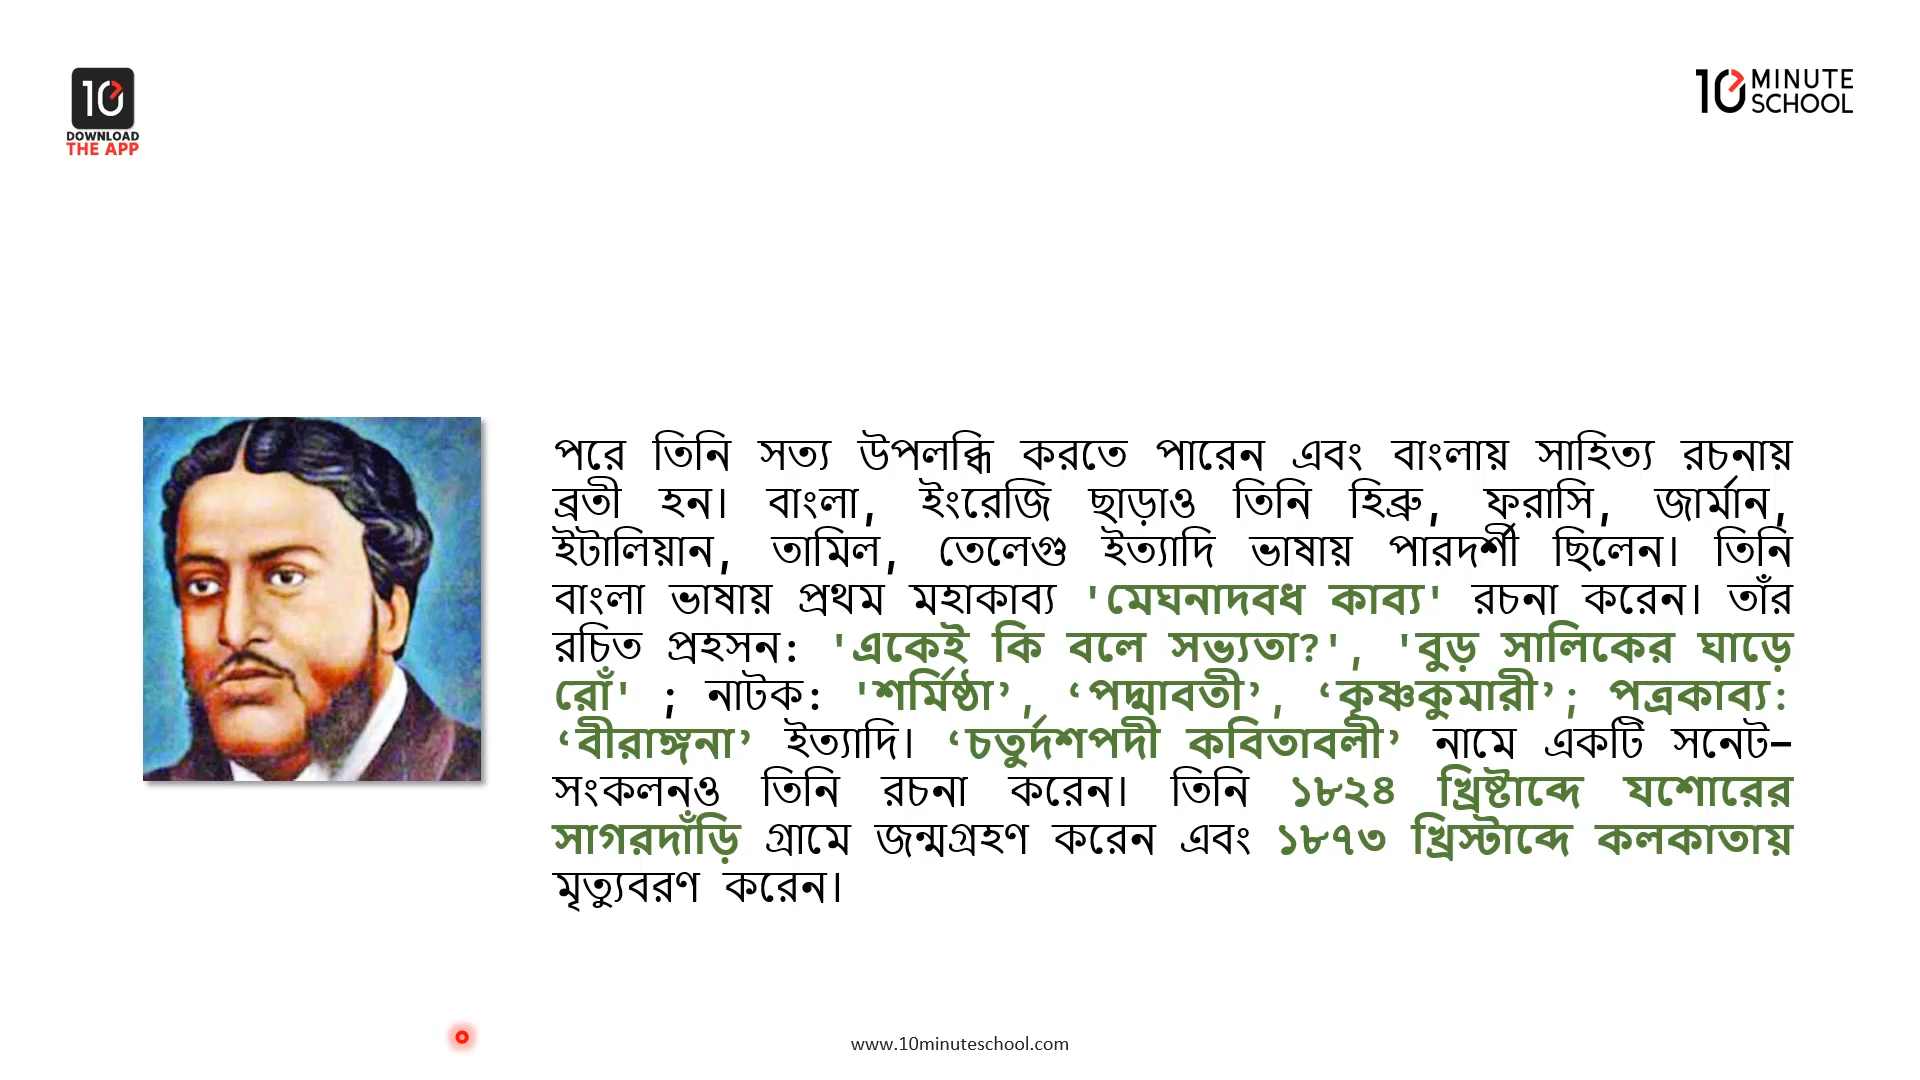 10
DOWNLOAD
THE APP
10 MINUTE
SCHOOL
পরে তিনি সত্য উপলব্ধি করতে পারেন এবং বাংলায় সাহিত্য রচনায়
ব্রতী হন। বাংলা, ইংরেজি ছাড়াও তিনি হিব্রু, ফরাসি, জার্মান,
ইটালিয়ান, তামিল, তেলেগু ইত্যাদি ভাষায় পারদর্শী ছিলেন। তিনি
বাংলা ভাষায় প্রথম মহাকাব্য 'মেঘনাদবধ কাব্য' রচনা করেন। তাঁর
রচিত প্রহসন: 'একেই কি বলে সভ্যতা?', 'বুড় সালিকের ঘাড়ে
রোঁ' ; নাটক: 'শর্মিষ্ঠা’, ‘পদ্মাবতী’, ‘কৃষ্ণকুমারী’; পত্রকাব্য:
‘বীরাঙ্গনা’ ইত্যাদি। ‘চতুর্দশপদী কবিতাবলী’ নামে একটি সনেট–
সংকলনও তিনি রচনা করেন। তিনি ১৮২৪ খ্রিষ্টাব্দে যশোরের
সাগরদাঁড়ি গ্রামে জন্মগ্রহণ করেন এবং ১৮৭৩ খ্রিস্টাব্দে কলকাতায়
মৃত্যুবরণ করেন।
www.10minuteschool.com